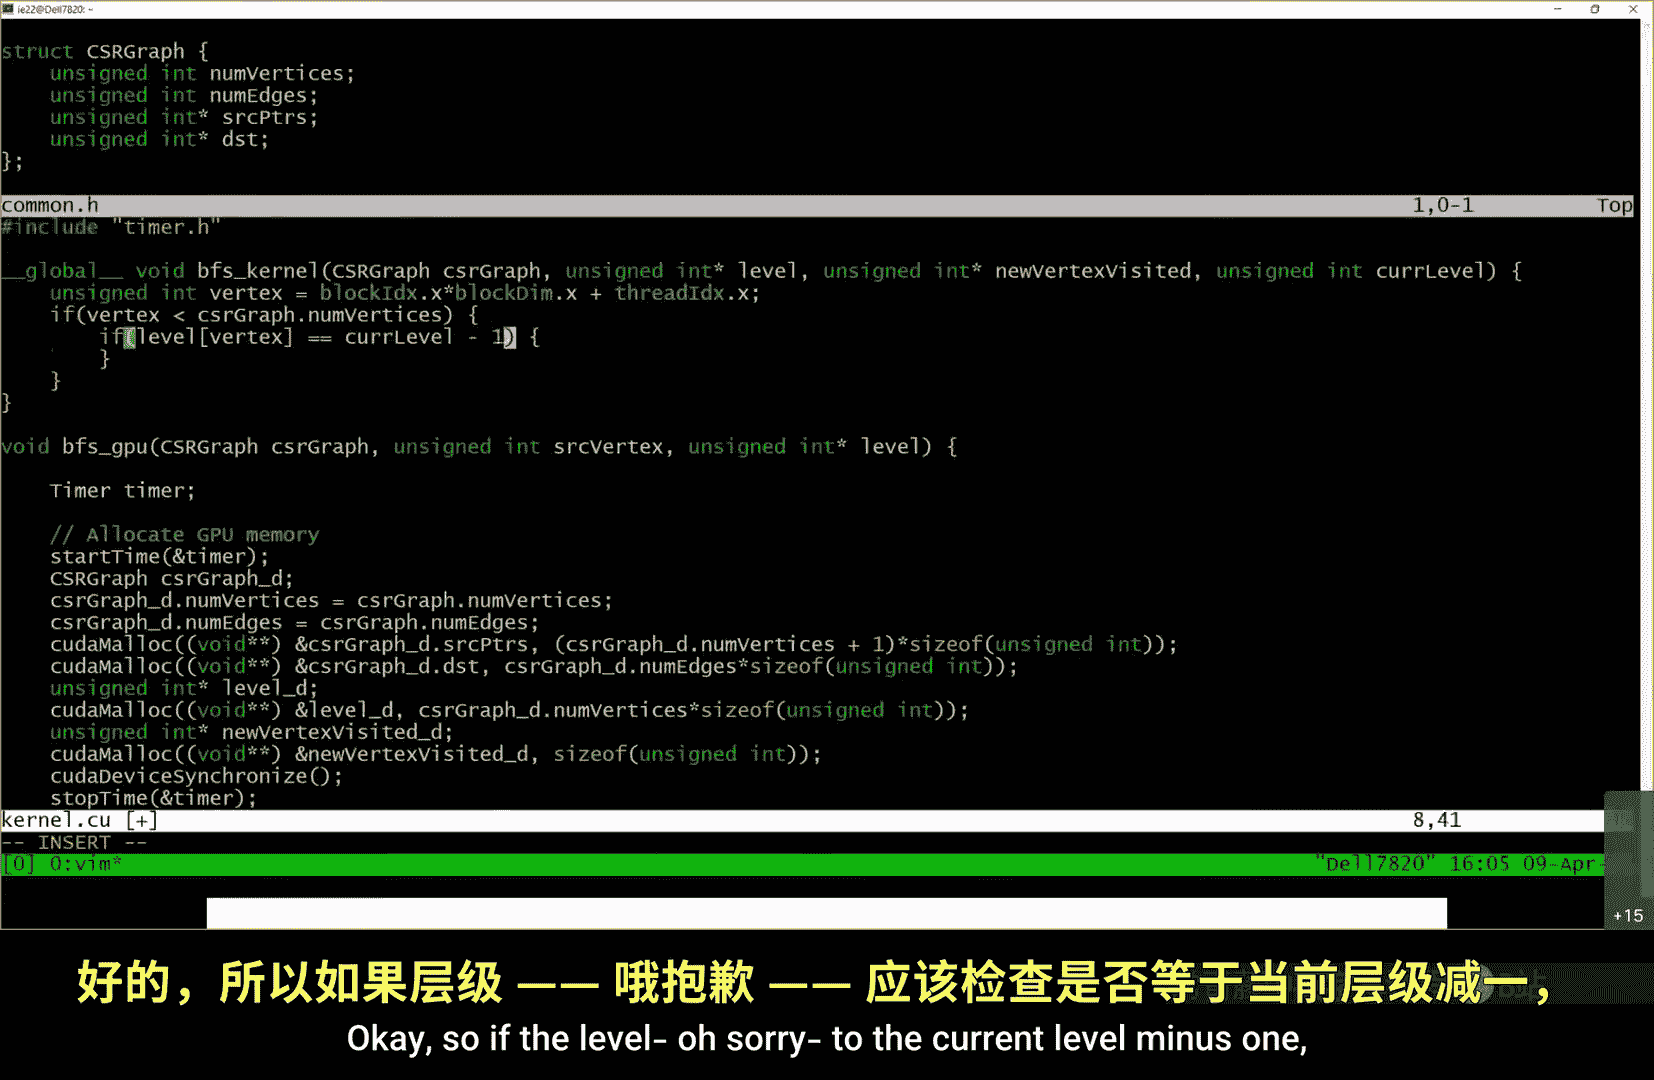 ie22@Dell7820: ~
struct CSRGraph {
    unsigned int numVertices;
    unsigned int numEdges;
    unsigned int* srcPtrs;
    unsigned int* dst;
};
common.h 1,0-1 Top
#include "timer.h"
__global__ void bfs_kernel(CSRGraph csrGraph, unsigned int* level, unsigned int* newVertexVisited, unsigned int currLevel) {
    unsigned int vertex = blockIdx.x*blockDim.x + threadIdx.x;
    if(vertex < csrGraph.numVertices) {
        if(level[vertex] == currLevel - 1) {
        }
    }
}
void bfs_gpu(CSRGraph csrGraph, unsigned int srcVertex, unsigned int* level) {
    Timer timer;
    // Allocate GPU memory
    startTime(&timer);
    CSRGraph csrGraph_d;
    csrGraph_d.numVertices = csrGraph.numVertices;
    csrGraph_d.numEdges = csrGraph.numEdges;
    cudaMalloc((void**) &csrGraph_d.srcPtrs, (csrGraph_d.numVertices + 1)*sizeof(unsigned int));
    cudaMalloc((void**) &csrGraph_d.dst, csrGraph_d.numEdges*sizeof(unsigned int));
    unsigned int* level_d;
    cudaMalloc((void**) &level_d, csrGraph_d.numVertices*sizeof(unsigned int));
    unsigned int* newVertexVisited_d;
    cudaMalloc((void**) &newVertexVisited_d, sizeof(unsigned int));
    cudaDeviceSynchronize();
    stopTime(&timer);
kernel.cu [+] 8,41
-- INSERT --
[0] 0:vim* "Dell7820" 16:05 09-Apr-
+15
好的，所以如果层级 —— 哦抱歉 —— 应该检查是否等于当前层级减一，
Okay, so if the level- oh sorry- to the current level minus one,